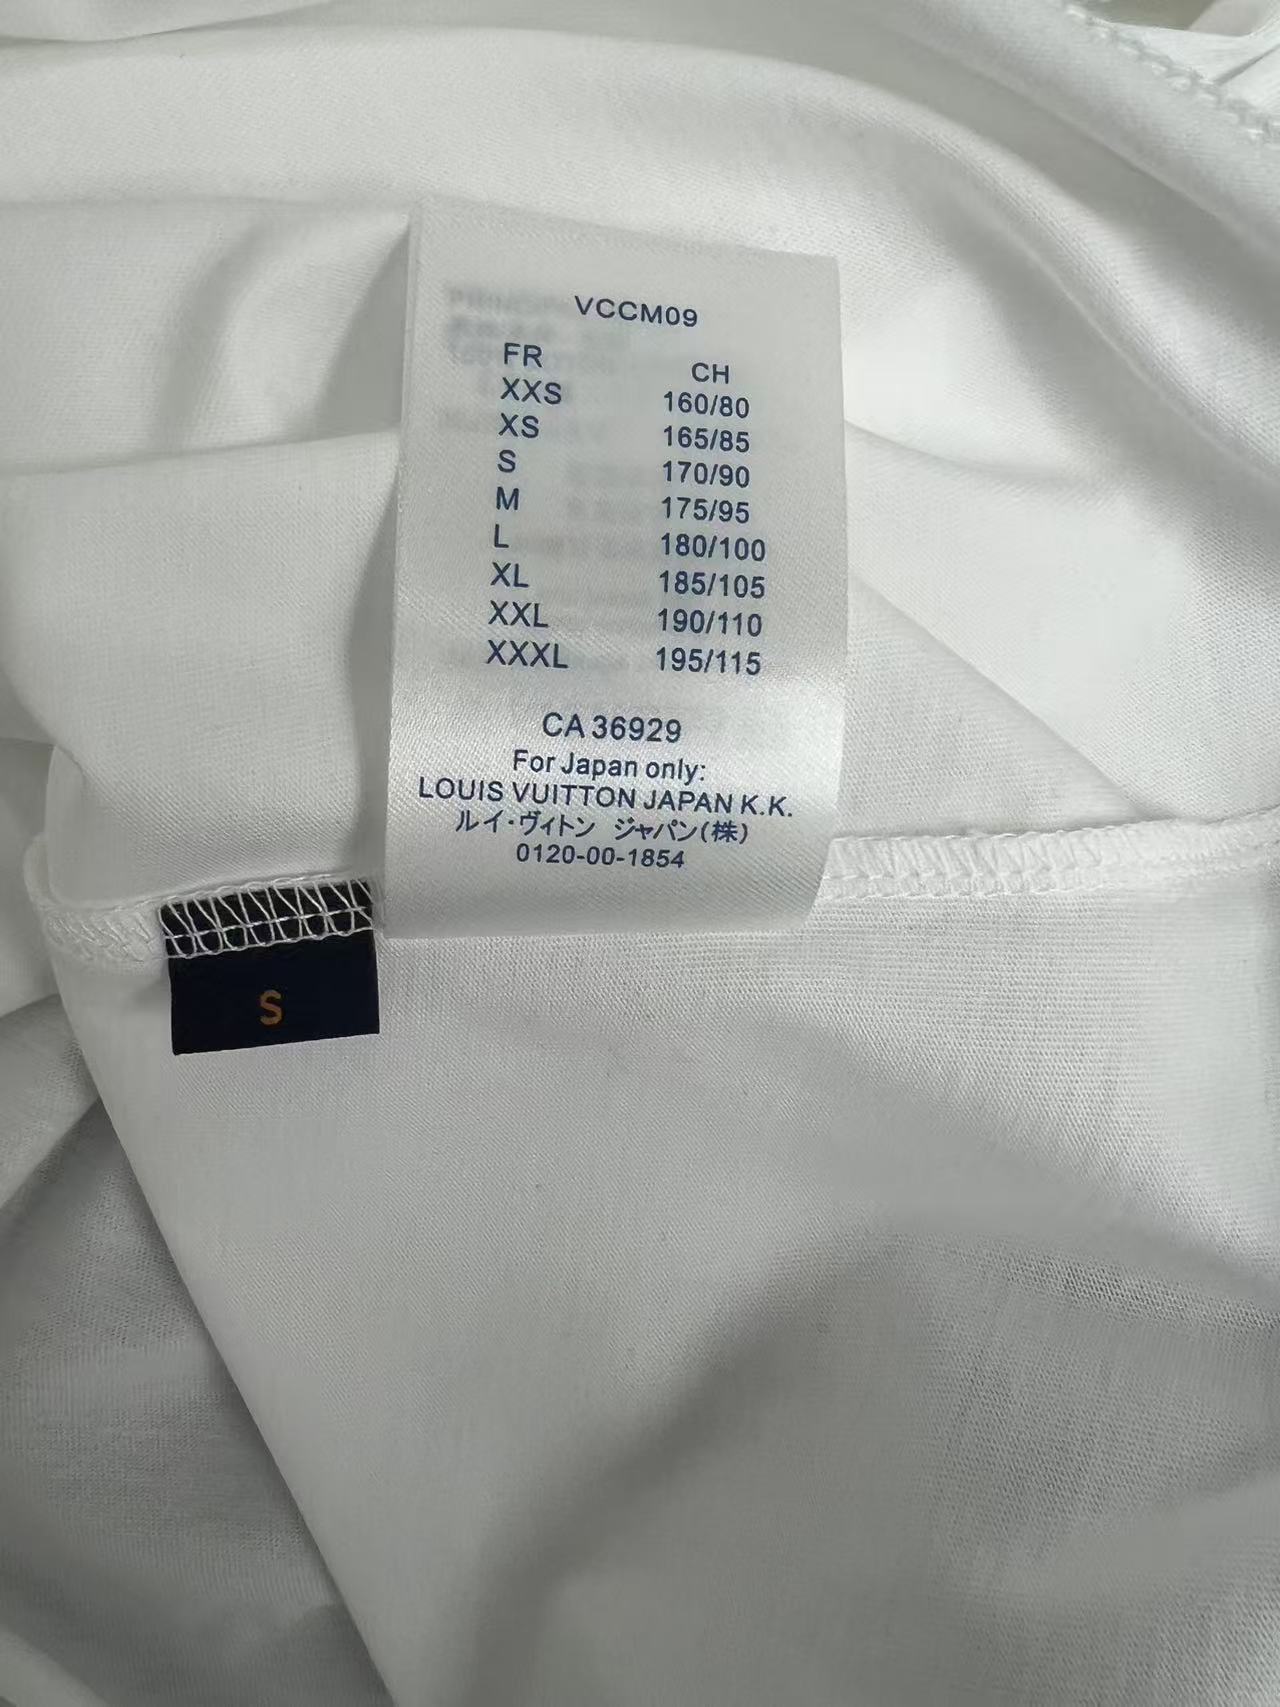 VCCM09
FR CH
XXS 160/80
XS 165/85
S 170/90
M 175/95
L 180/100
XL 185/105
XXL 190/110
XXXL 195/115
CA 36929
For Japan only:
LOUIS VUITTON JAPAN K.K.
ルイ・ヴィトン ジャパン(株)
0120-00-1854
S